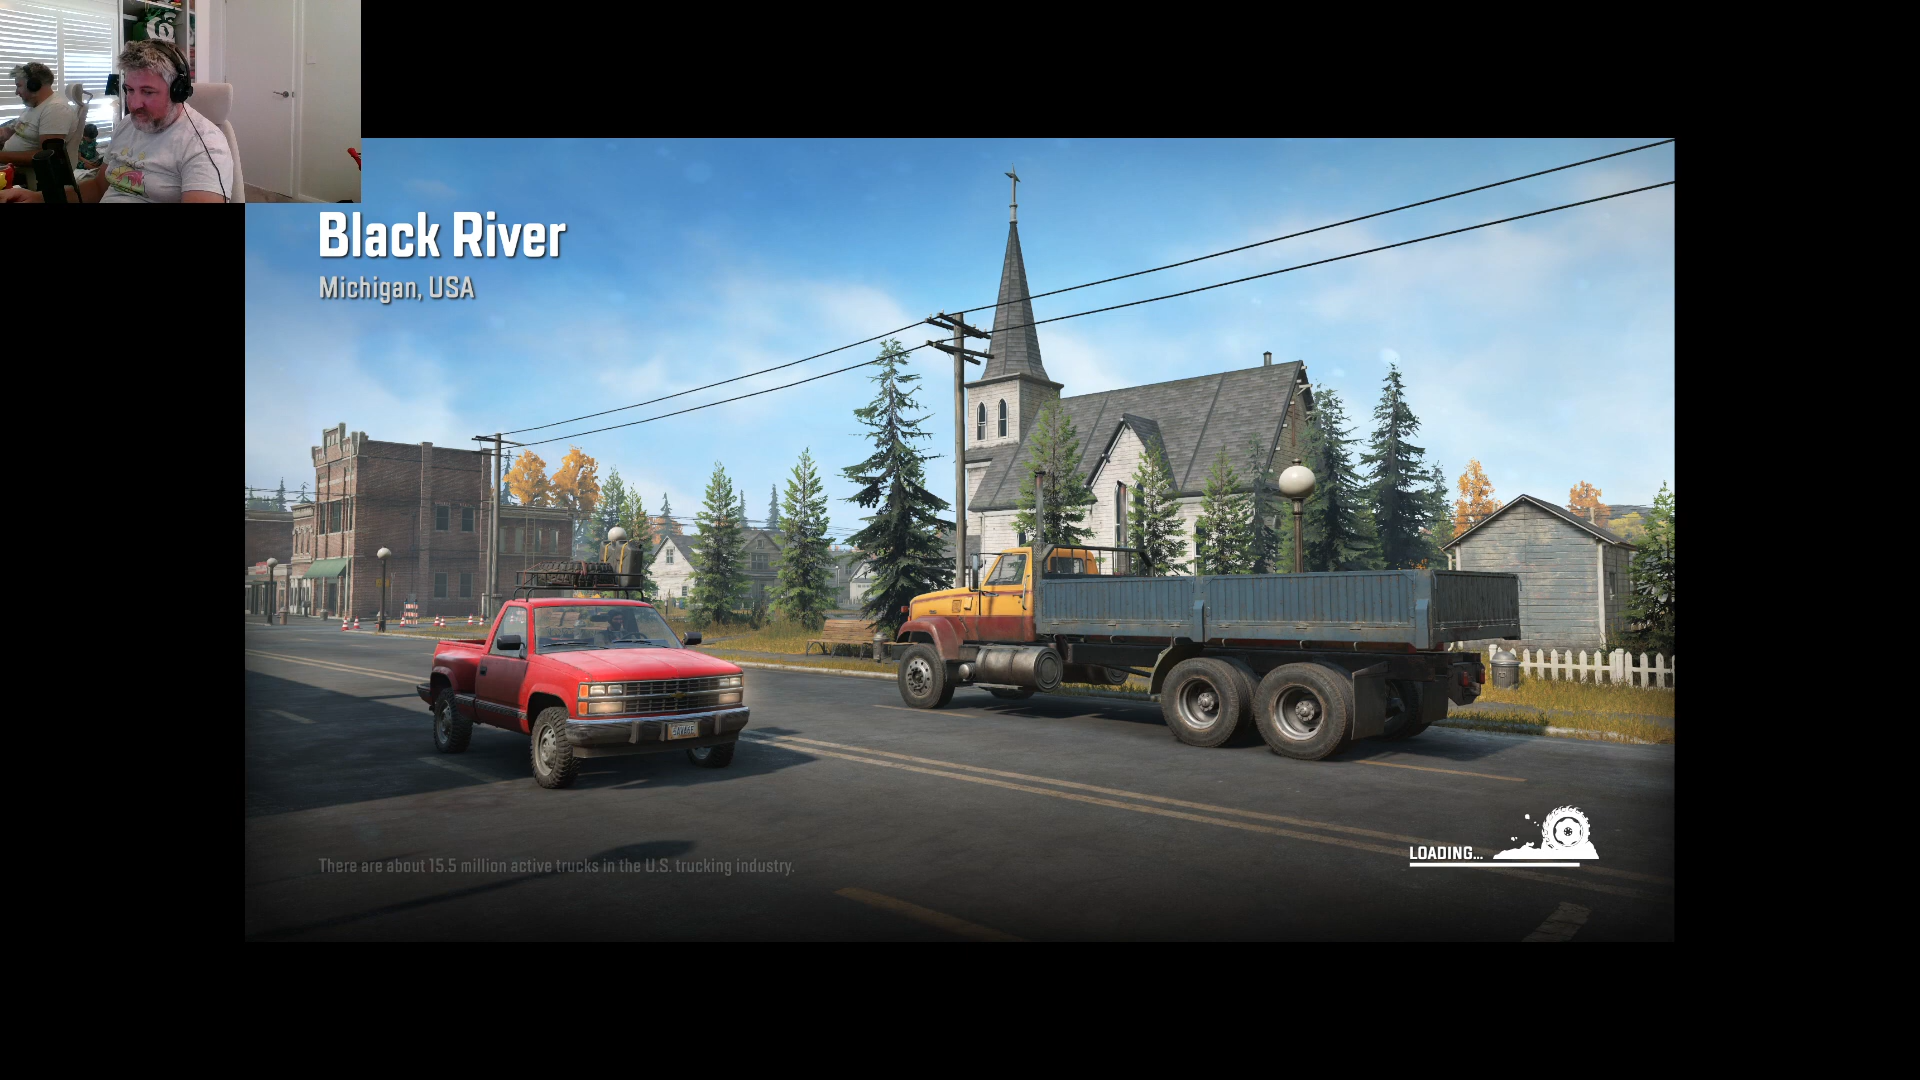 Black River
Michigan, USA
There are about 15.5 million active trucks in the U.S. trucking industry.
LOADING...